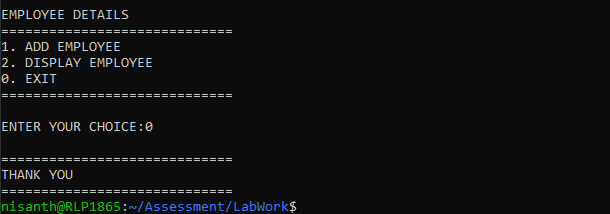 EMPLOYEE DETAILS
=============================
1. ADD EMPLOYEE
2. DISPLAY EMPLOYEE
0. EXIT
=============================
ENTER YOUR CHOICE:0
=============================
THANK YOU
=============================
nisanth@RLP1865:~/Assessment/LabWork$